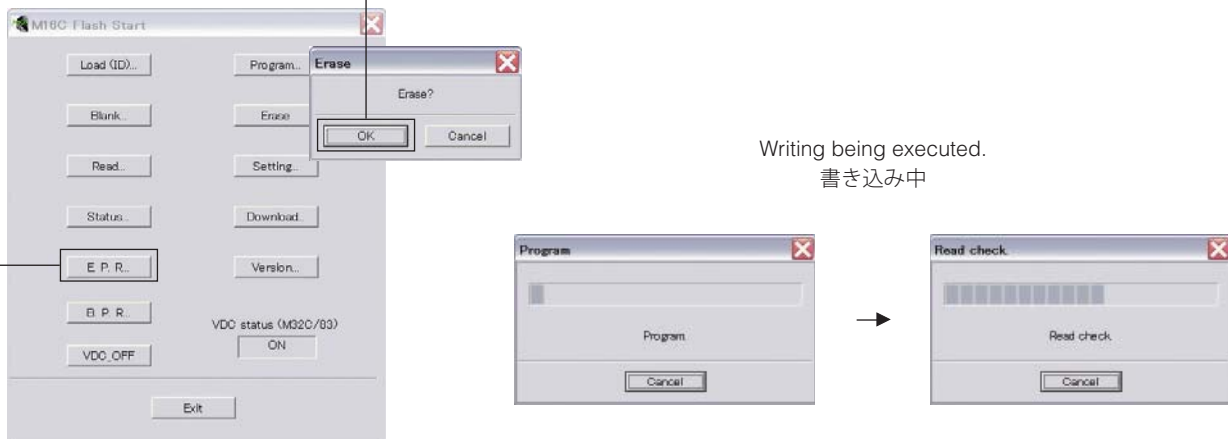 M16C Flash Start
Load (ID)...
Program...
Blank...
Erase
Read...
Setting...
Status...
Download...
E. P. R...
Version...
B. P. R...
VDC status (M32C/83)
ON
VDC_OFF
Exit
Erase
Erase?
OK
Cancel
Writing being executed.
書き込み中
Program
Program.
Cancel
Read check.
Read check.
Cancel